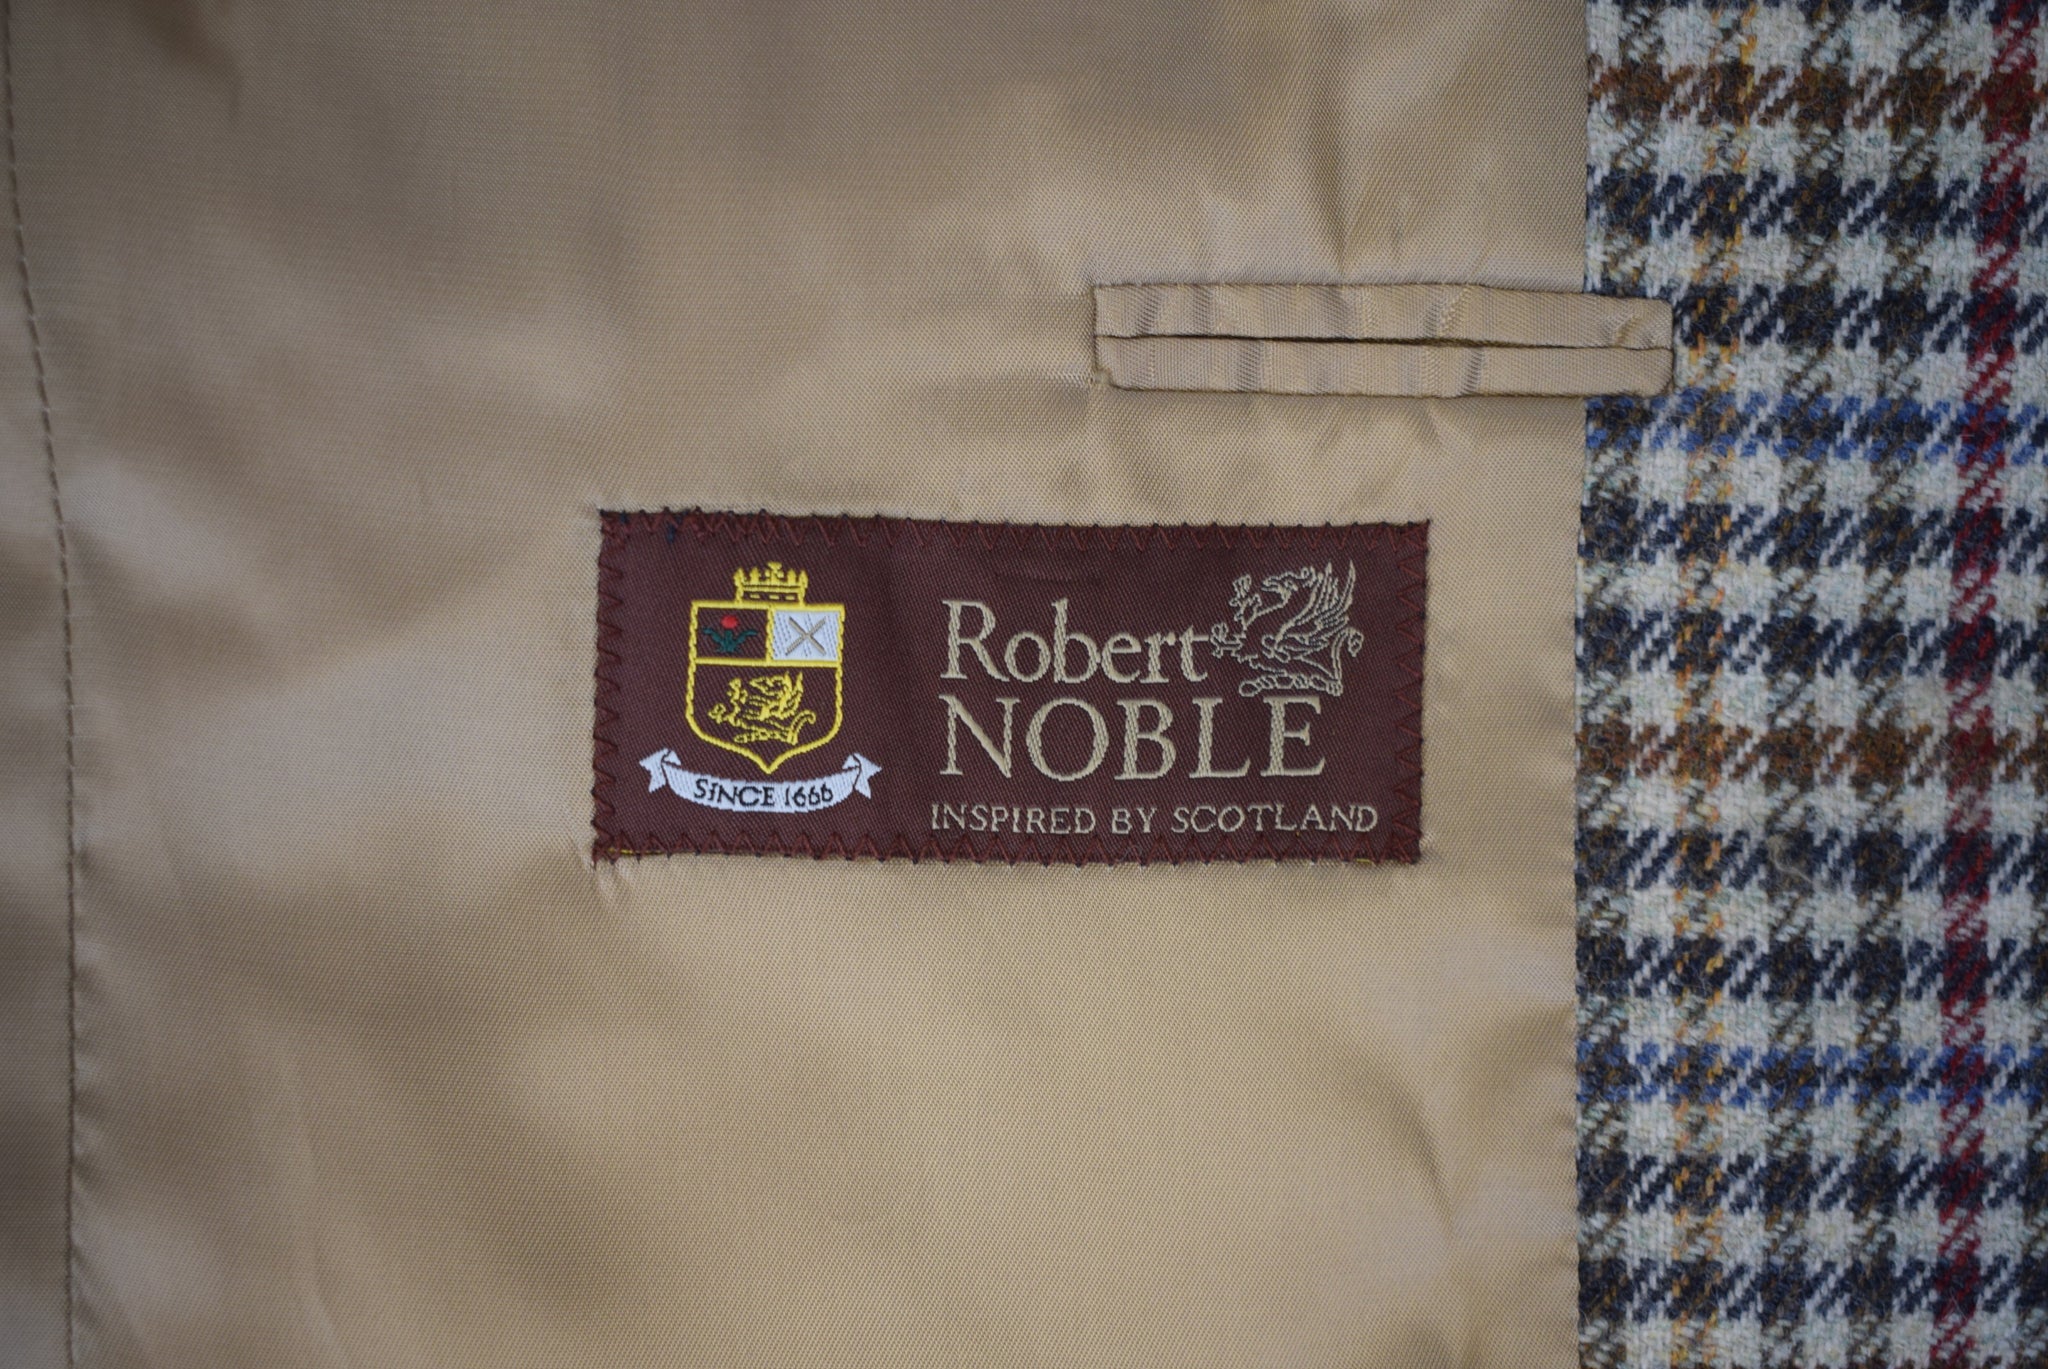 Robert
NOBLE
INSPIRED BY SCOTLAND
SINCE 1666